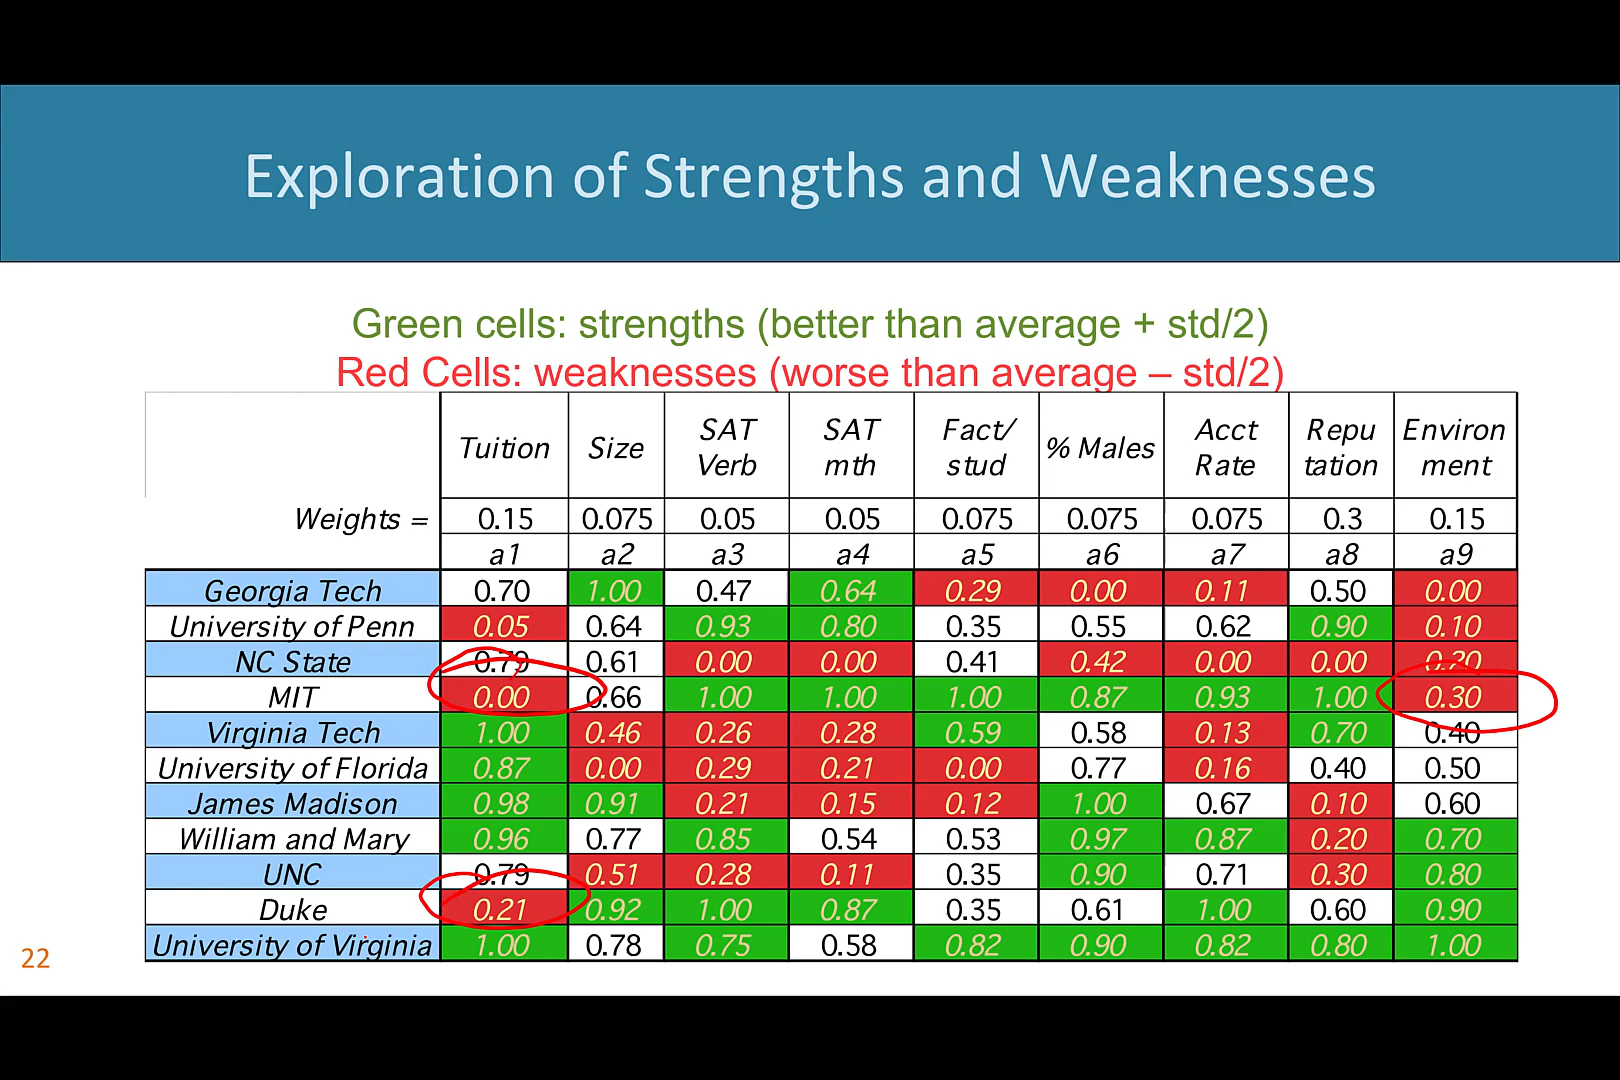 Exploration of Strengths and Weaknesses
Green cells: strengths (better than average + std/2)
Red Cells: weaknesses (worse than average – std/2)
Tuition Size SAT Verb SAT mth Fact/ stud % Males Acct Rate Repu tation Environ ment
Weights = 0.15 0.075 0.05 0.05 0.075 0.075 0.075 0.3 0.15
a1 a2 a3 a4 a5 a6 a7 a8 a9
Georgia Tech 0.70 1.00 0.47 0.64 0.29 0.00 0.11 0.50 0.00
University of Penn 0.05 0.64 0.93 0.80 0.35 0.55 0.62 0.90 0.10
NC State 0.79 0.61 0.00 0.00 0.41 0.42 0.00 0.00 0.20
MIT 0.00 0.66 1.00 1.00 1.00 0.87 0.93 1.00 0.30
Virginia Tech 1.00 0.46 0.26 0.28 0.59 0.58 0.13 0.70 0.40
University of Florida 0.87 0.00 0.29 0.21 0.00 0.77 0.16 0.40 0.50
James Madison 0.98 0.91 0.21 0.15 0.12 1.00 0.67 0.10 0.60
William and Mary 0.96 0.77 0.85 0.54 0.53 0.97 0.87 0.20 0.70
UNC 0.79 0.51 0.28 0.11 0.35 0.90 0.71 0.30 0.80
Duke 0.21 0.92 1.00 0.87 0.35 0.61 1.00 0.60 0.90
University of Virginia 1.00 0.78 0.75 0.58 0.82 0.90 0.82 0.80 1.00
22